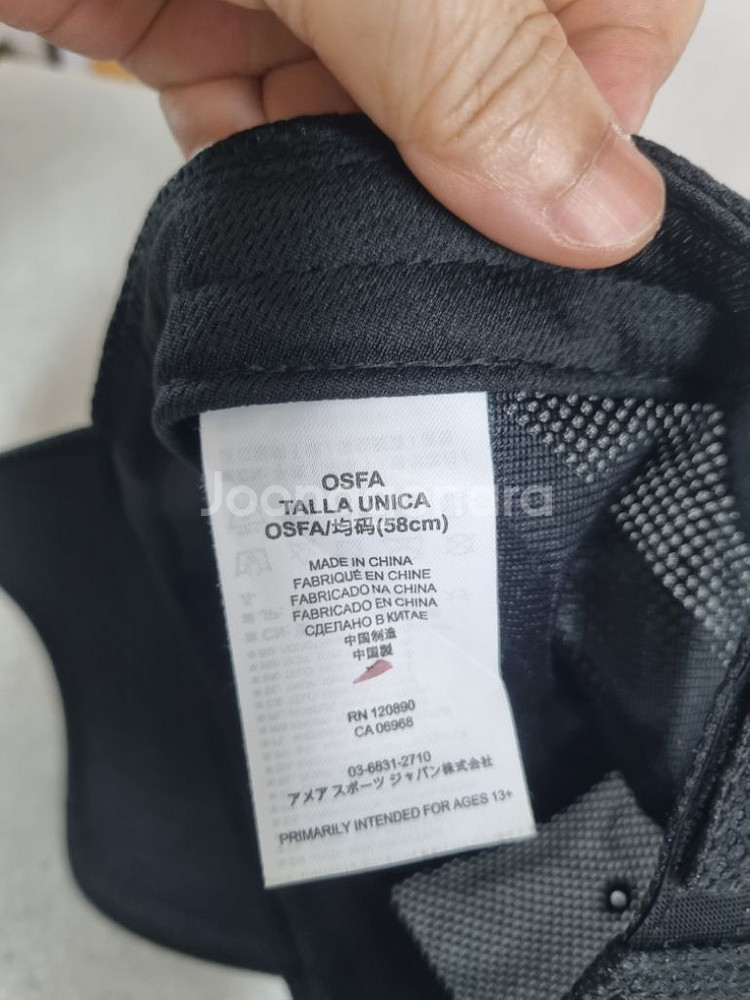 OSFA
TALLA UNICA
OSFA/均码(58cm)
MADE IN CHINA
FABRIQUÉ EN CHINE
FABRICADO NA CHINA
FABRICADO EN CHINA
СДЕЛАНО В КИТАЕ
中国制造
中国製
RN 120890
CA 06968
03-6831-2710
アメア スポーツ ジャパン株式会社
PRIMARILY INTENDED FOR AGES 13+